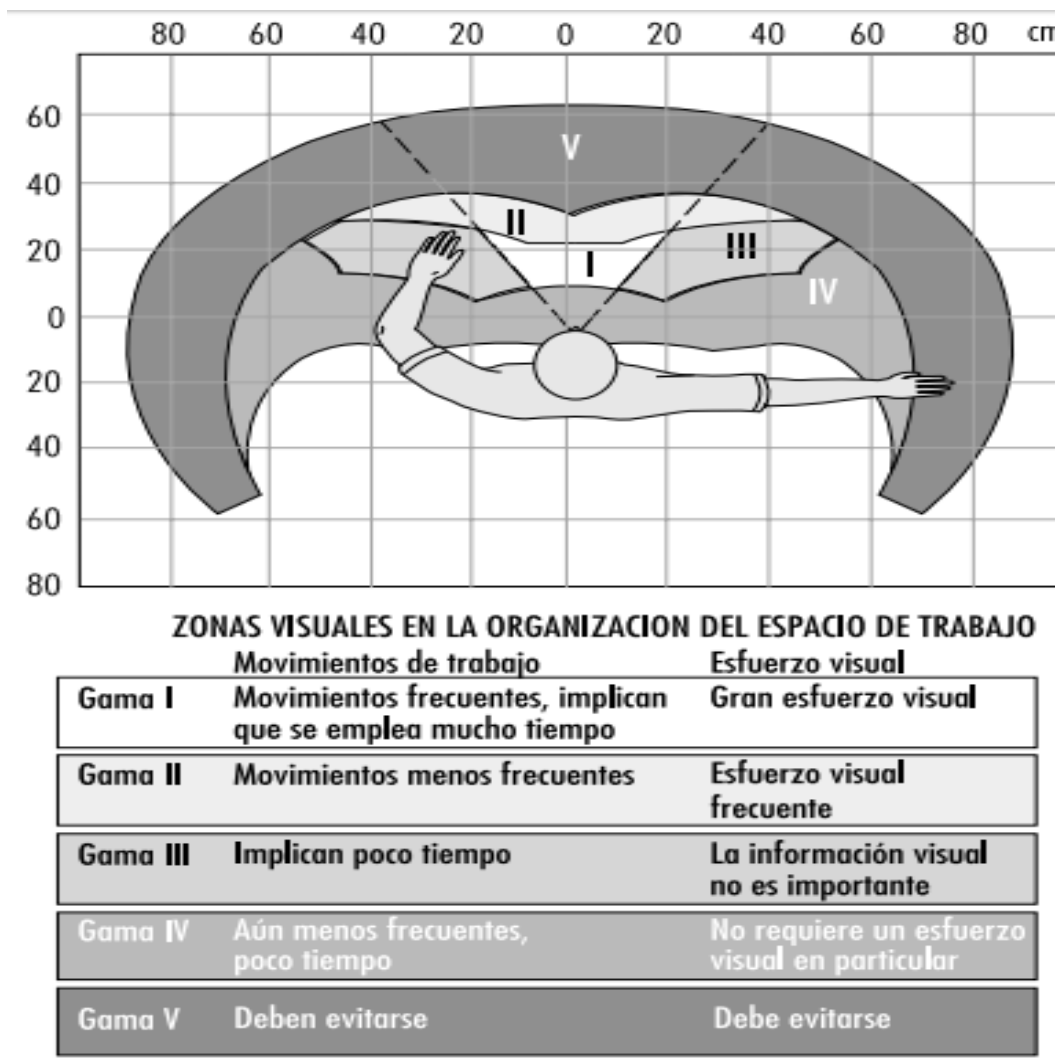 80 60 40 20 0 20 40 60 80 cm
60
40
20
0
20
40
60
80
V
II
III
I
IV
ZONAS VISUALES EN LA ORGANIZACION DEL ESPACIO DE TRABAJO
Movimientos de trabajo Esfuerzo visual
Gama I Movimientos frecuentes, implican Gran esfuerzo visual
que se emplea mucho tiempo
Gama II Movimientos menos frecuentes Esfuerzo visual
frecuente
Gama III Implican poco tiempo La información visual
no es importante
Gama IV Aún menos frecuentes, No requiere un esfuerzo
poco tiempo visual en particular
Gama V Deben evitarse Debe evitarse